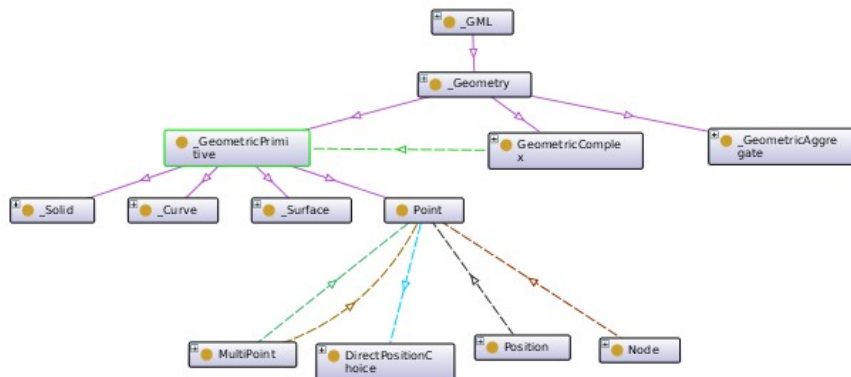 _GML
_Geometry
_GeometricPrimi
tive
GeometricComple
x
_GeometricAggre
gate
_Solid
_Curve
_Surface
Point
MultiPoint
DirectPositionC
hoice
Position
Node